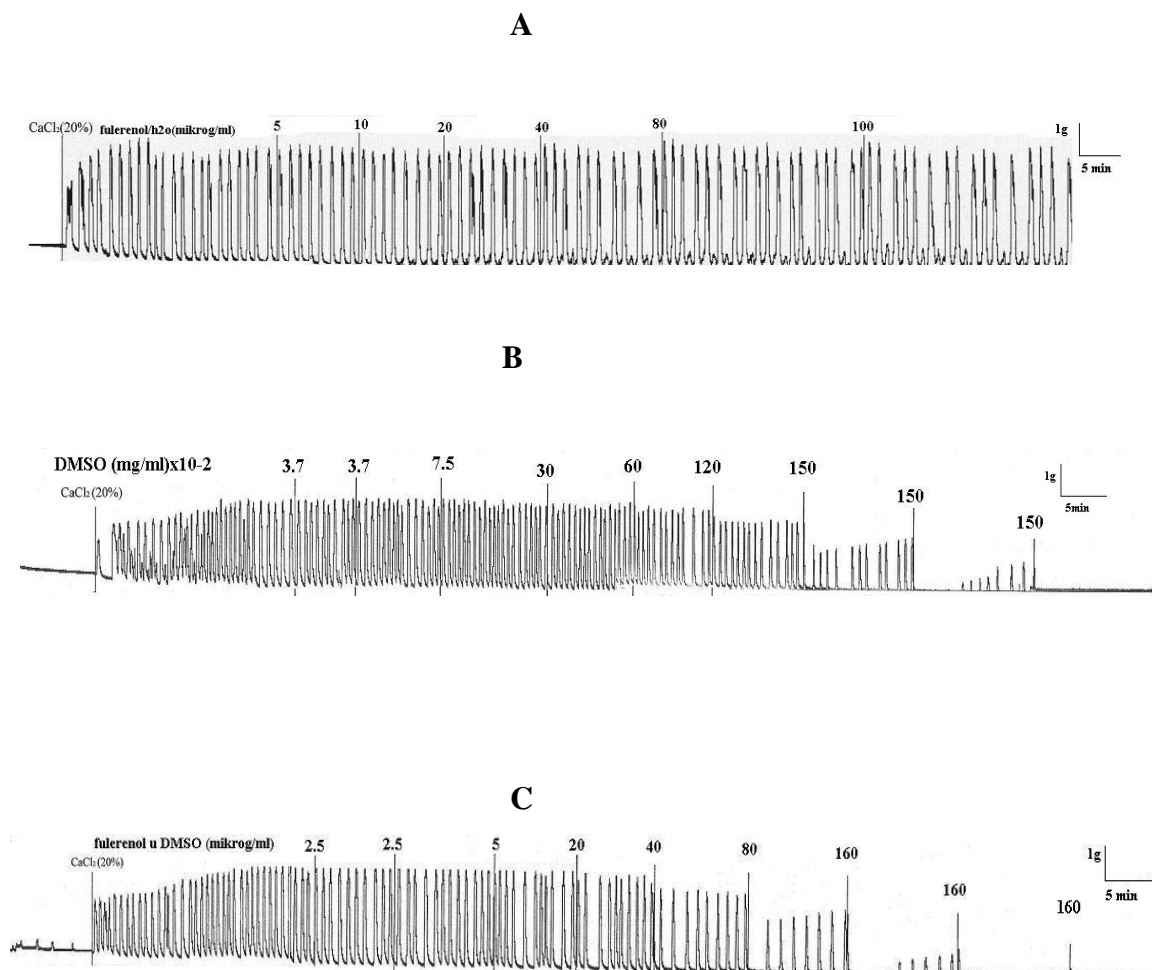 A
CaCl₂(20%) fulerenol/h2o(mikrog/ml) 5 10 20 40 80 100
1g
5 min
B
DMSO (mg/ml)x10-2 3.7 3.7 7.5 30 60 120 150 150 150
CaCl₂(20%)
1g
5min
C
fulerenol u DMSO (mikrog/ml) 2.5 2.5 5 20 40 80 160 160 160
CaCl₂(20%)
1g
5 min